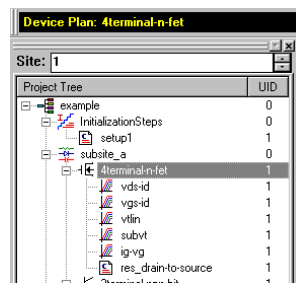 Device Plan: 4terminal-n-fet
Site: 1
Project Tree UID
example 0
InitializationSteps 0
setup1 1
subsite_a 0
4terminal-n-fet 1
vds-id 1
vgs-id 1
vtlin 1
subvt 1
ig-vg 1
res_drain-to-source 1